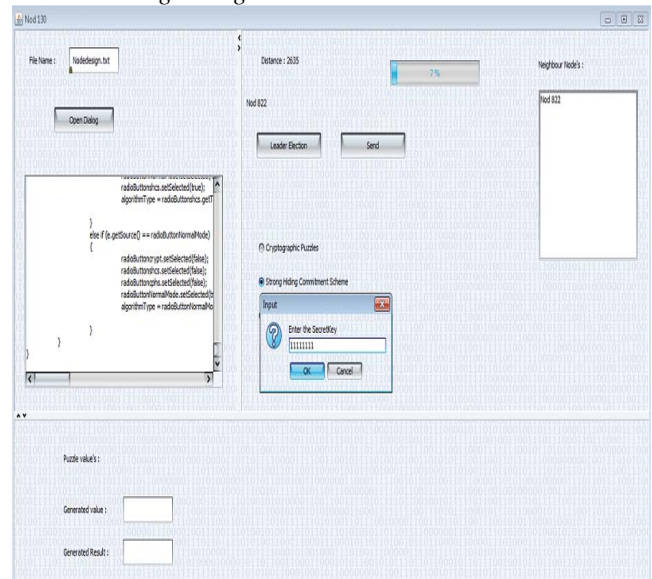 Nod 130
File Name :
Nodedesign.txt
Open Dialog
radioButtonshcs.setSelected(true);
algorithmType = radioButtonshcs.getT
}
else if (e.getSource() == radioButtonNormalMode)
{
radioButtoncrypt.setSelected(false);
radioButtonshcs.setSelected(false);
radioButtoncphs.setSelected(false);
radioButtonNormalMode.setSelected(t
algorithmType = radioButtonNormalMo
}
}
}
Distance : 2635
7%
Nod 822
Leader Election
Send
Cryptographic Puzzles
Strong Hiding Commitment Scheme
Input
Enter the SecretKey
11111111
OK
Cancel
Neighbour Node's :
Nod 822
Puzzle value's :
Generated value :
Generated Result :